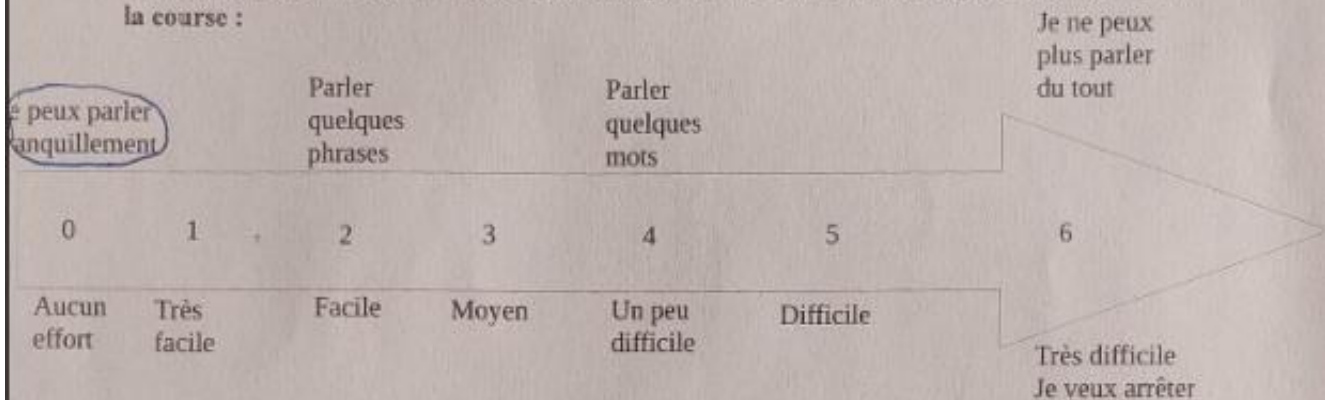 la course :
Je ne peux
plus parler
du tout
peux parler
Parler
quelques
phrases
Parler
quelques
mots
0 1 2 3 4 5 6
Aucun
effort
Très
facile
Facile
Moyen
Un peu
difficile
Difficile
Très difficile
Je veux arrêter